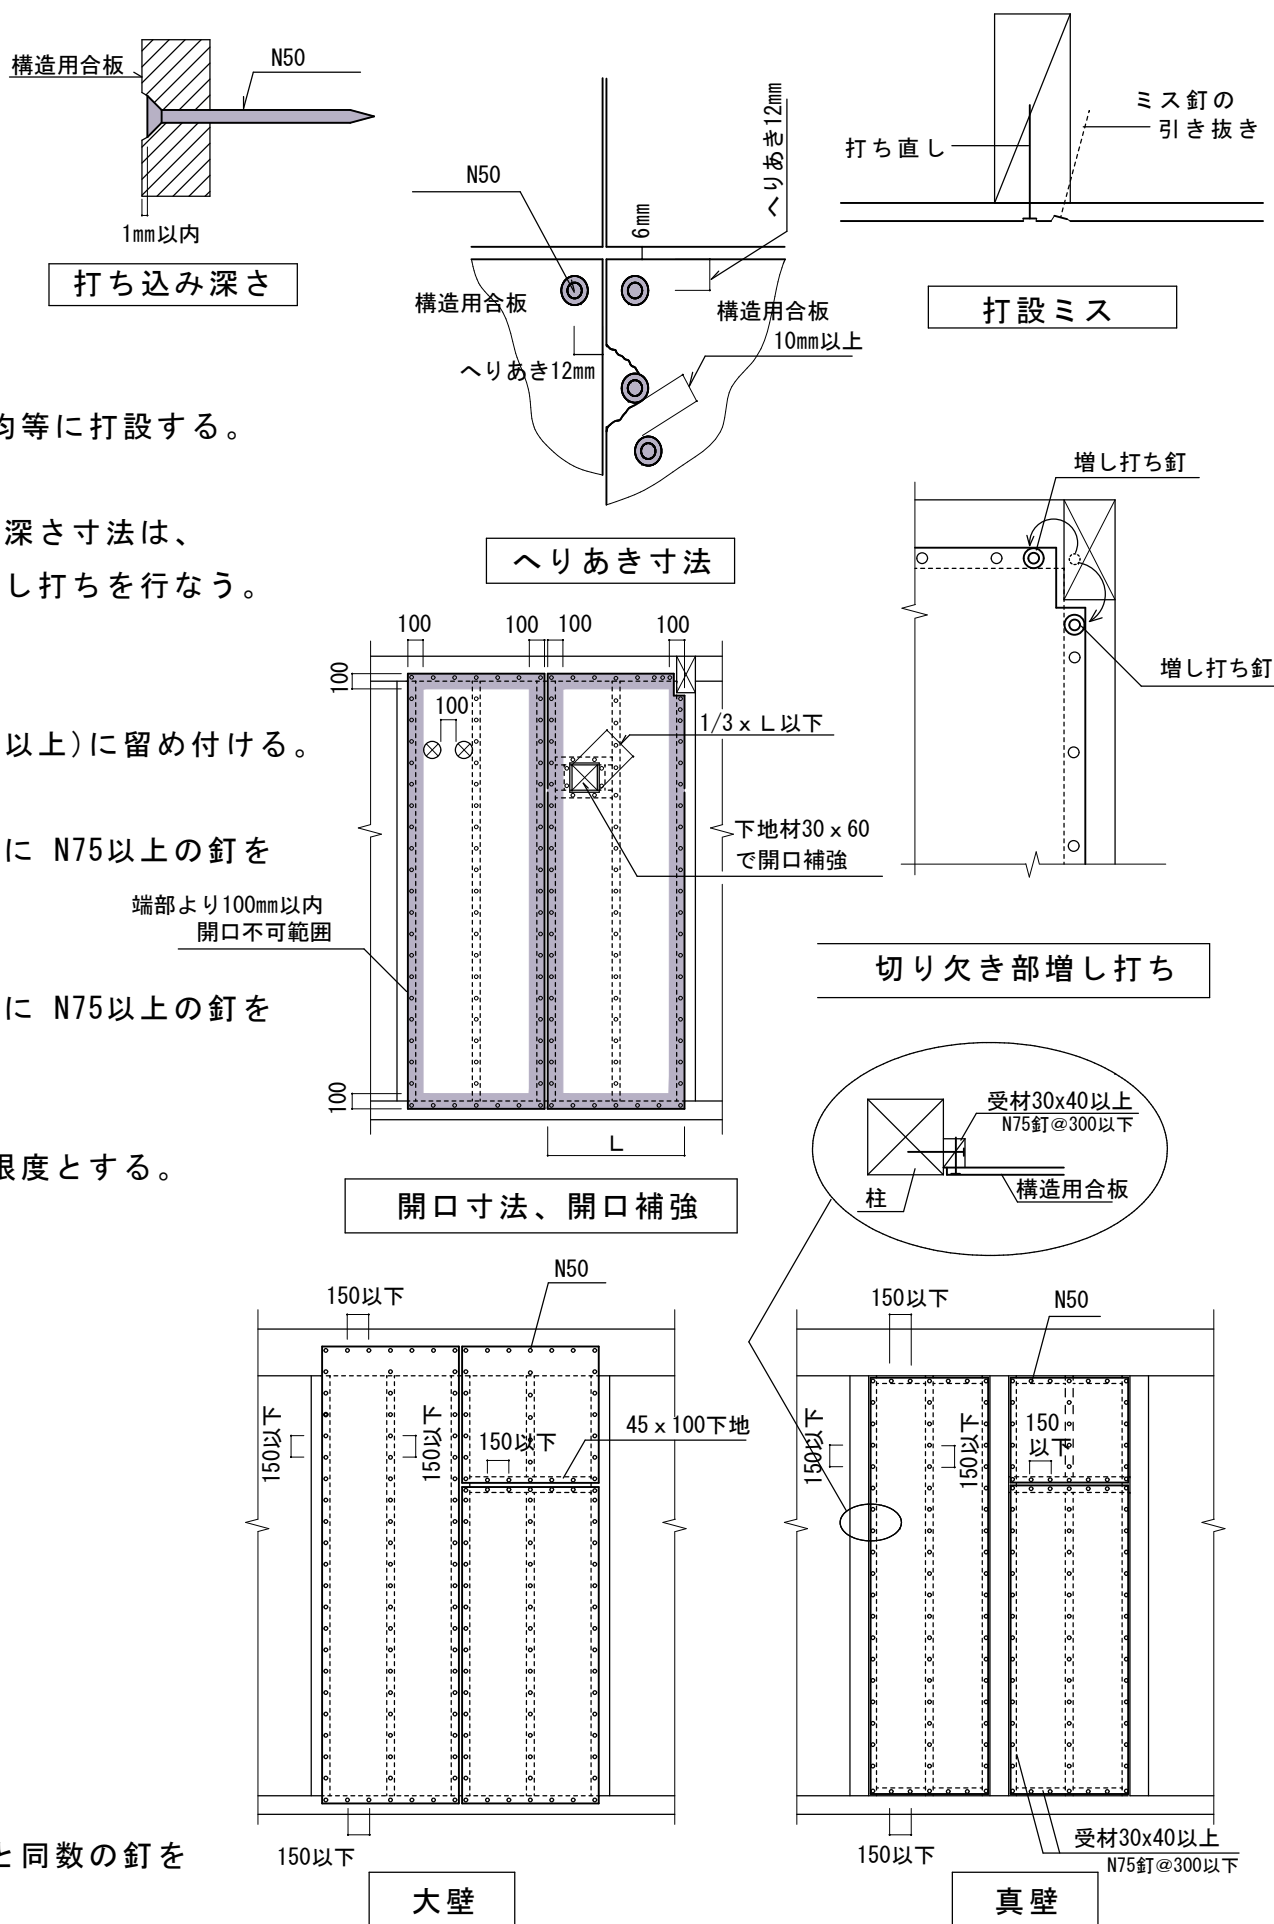 構造用合板
N50
1mm以内
打ち込み深さ
N50
構造用合板
へりあき12mm
6mm
へりあき12mm
構造用合板
10mm以上
へりあき寸法
打ち直し
ミス釘の
引き抜き
打設ミス
均等に打設する。
深さ寸法は、
し打ちを行なう。
以上)に留め付ける。
に N75以上の釘を
に N75以上の釘を
限度とする。
と同数の釘を
増し打ち釘
増し打ち釘
切り欠き部増し打ち
100
100
100
100
100
100
1/3 x L以下
下地材30 x 60
で開口補強
端部より100mm以内
開口不可範囲
100
L
開口寸法、開口補強
受材30x40以上
N75釘@300以下
柱
構造用合板
N50
150以下
150以下
150以下
150以下
45 x 100下地
150以下
大壁
150以下
N50
150以下
150以下
150
以下
150以下
受材30x40以上
N75釘@300以下
真壁